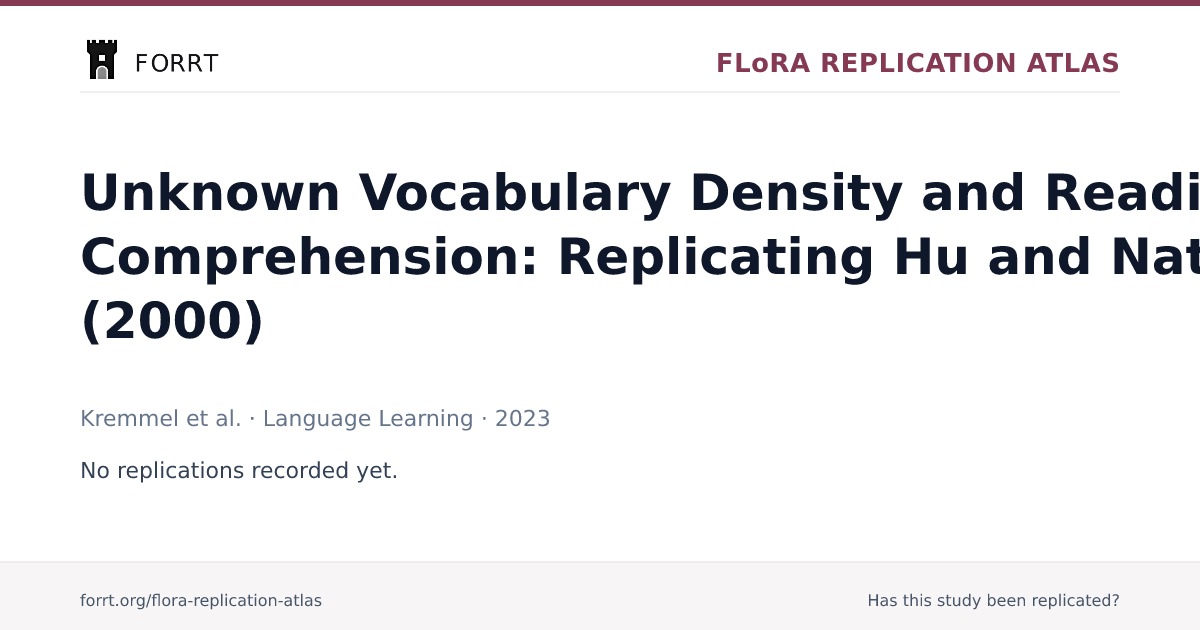 FORRT
FLoRA REPLICATION ATLAS
Unknown Vocabulary Density and Readi
Comprehension: Replicating Hu and Nat
(2000)
Kremmel et al. · Language Learning · 2023
No replications recorded yet.
forrt.org/flora-replication-atlas
Has this study been replicated?